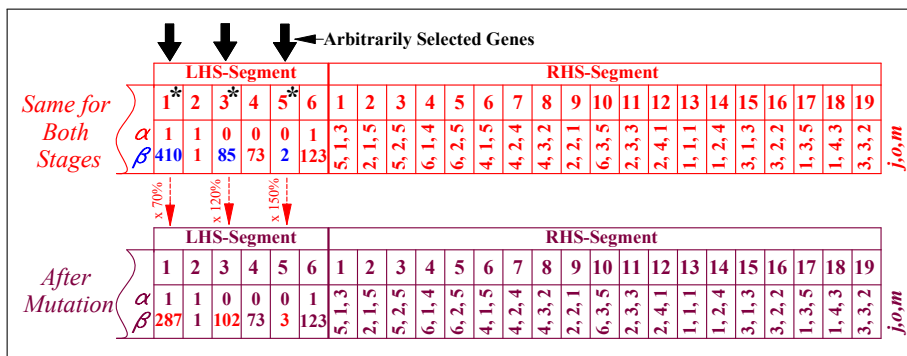 Arbitrarily Selected Genes
LHS-Segment RHS-Segment
Same for Both Stages
1* 2 3* 4 5* 6 1 2 3 4 5 6 7 8 9 10 11 12 13 14 15 16 17 18 19
α 1 1 0 0 0 1
β 410 1 85 73 2 123
5, 1, 3 2, 1, 5 5, 2, 5 6, 1, 4 6, 2, 5 4, 1, 5 4, 2, 4 4, 3, 2 2, 2, 1 6, 3, 5 2, 3, 3 2, 4, 1 1, 1, 1 1, 2, 4 3, 1, 3 3, 2, 2 1, 3, 5 1, 4, 3 3, 3, 2 j,o,m
x 70% x 120% x 150%
LHS-Segment RHS-Segment
After Mutation
1 2 3 4 5 6 1 2 3 4 5 6 7 8 9 10 11 12 13 14 15 16 17 18 19
α 1 1 0 0 0 1
β 287 1 102 73 3 123
5, 1, 3 2, 1, 5 5, 2, 5 6, 1, 4 6, 2, 5 4, 1, 5 4, 2, 4 4, 3, 2 2, 2, 1 6, 3, 5 2, 3, 3 2, 4, 1 1, 1, 1 1, 2, 4 3, 1, 3 3, 2, 2 1, 3, 5 1, 4, 3 3, 3, 2 j,o,m